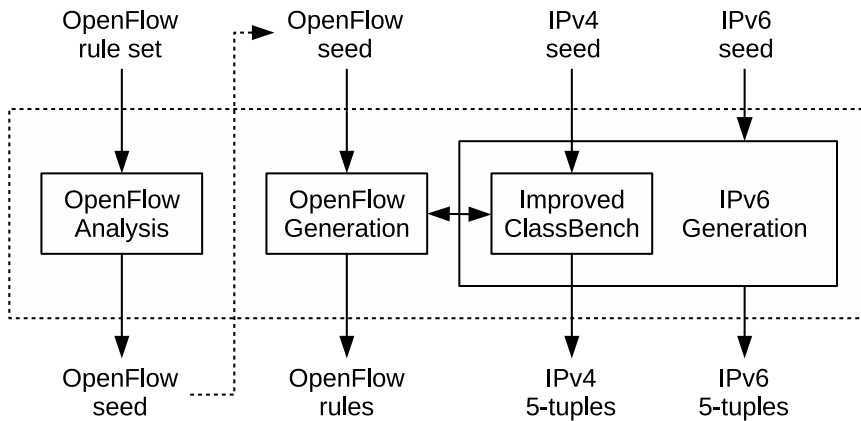 OpenFlow
rule set
OpenFlow
seed
IPv4
seed
IPv6
seed
OpenFlow
Analysis
OpenFlow
Generation
Improved
ClassBench
IPv6
Generation
OpenFlow
seed
OpenFlow
rules
IPv4
5-tuples
IPv6
5-tuples